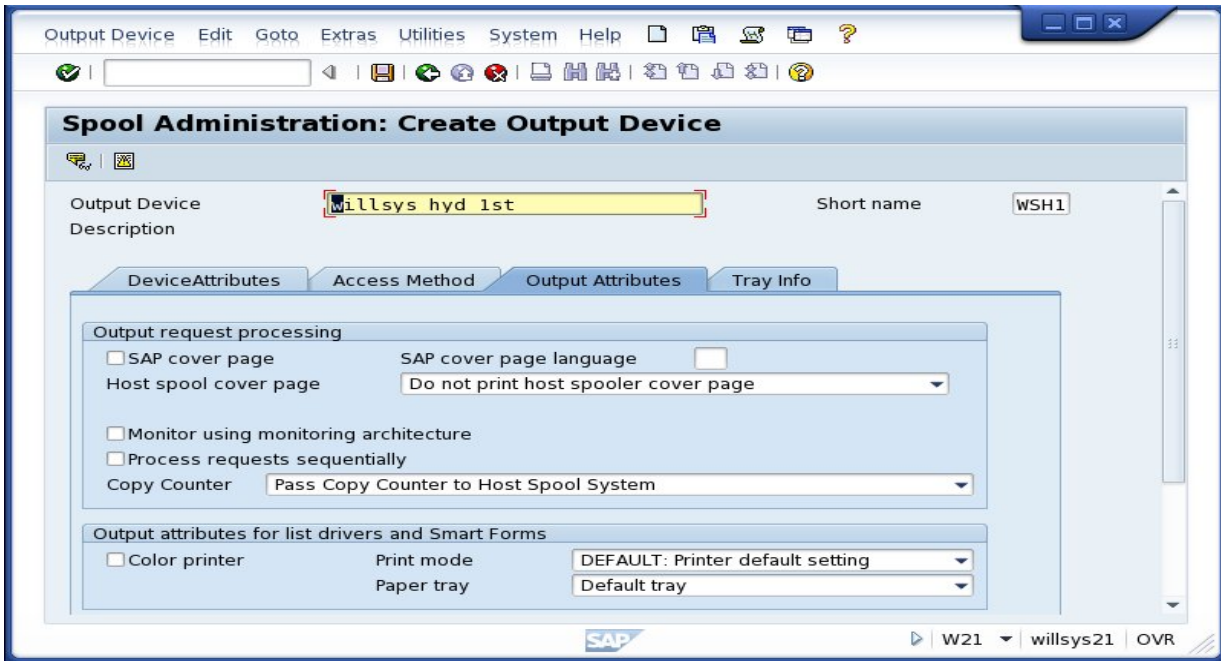 Output Device Edit Goto Extras Utilities System Help
Spool Administration: Create Output Device
Output Device willsys hyd 1st Short name WSH1
Description
DeviceAttributes Access Method Output Attributes Tray Info
Output request processing
SAP cover page SAP cover page language
Host spool cover page Do not print host spooler cover page
Monitor using monitoring architecture
Process requests sequentially
Copy Counter Pass Copy Counter to Host Spool System
Output attributes for list drivers and Smart Forms
Color printer Print mode DEFAULT: Printer default setting
Paper tray Default tray
SAP W21 willsys21 OVR